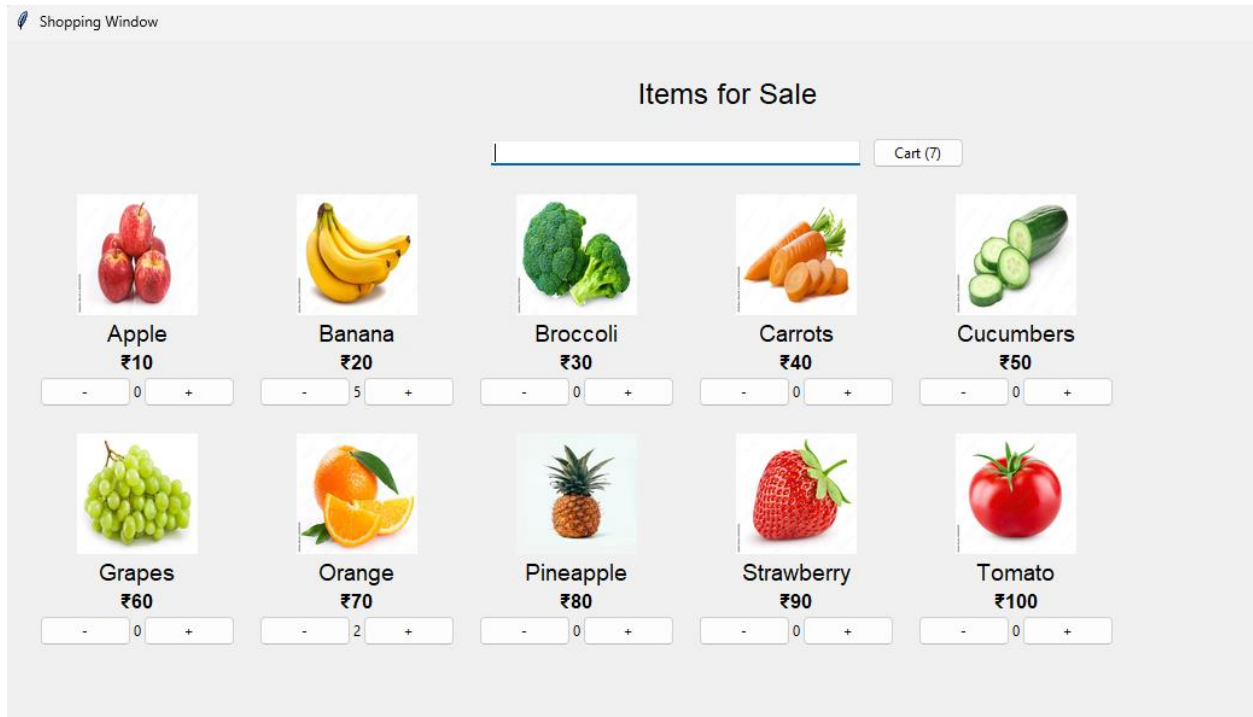 Shopping Window
Items for Sale
Cart (7)
Apple Banana Broccoli Carrots Cucumbers
₹10 ₹20 ₹30 ₹40 ₹50
- 0 + - 5 + - 0 + - 0 + - 0 +
Grapes Orange Pineapple Strawberry Tomato
₹60 ₹70 ₹80 ₹90 ₹100
- 0 + - 2 + - 0 + - 0 + - 0 +